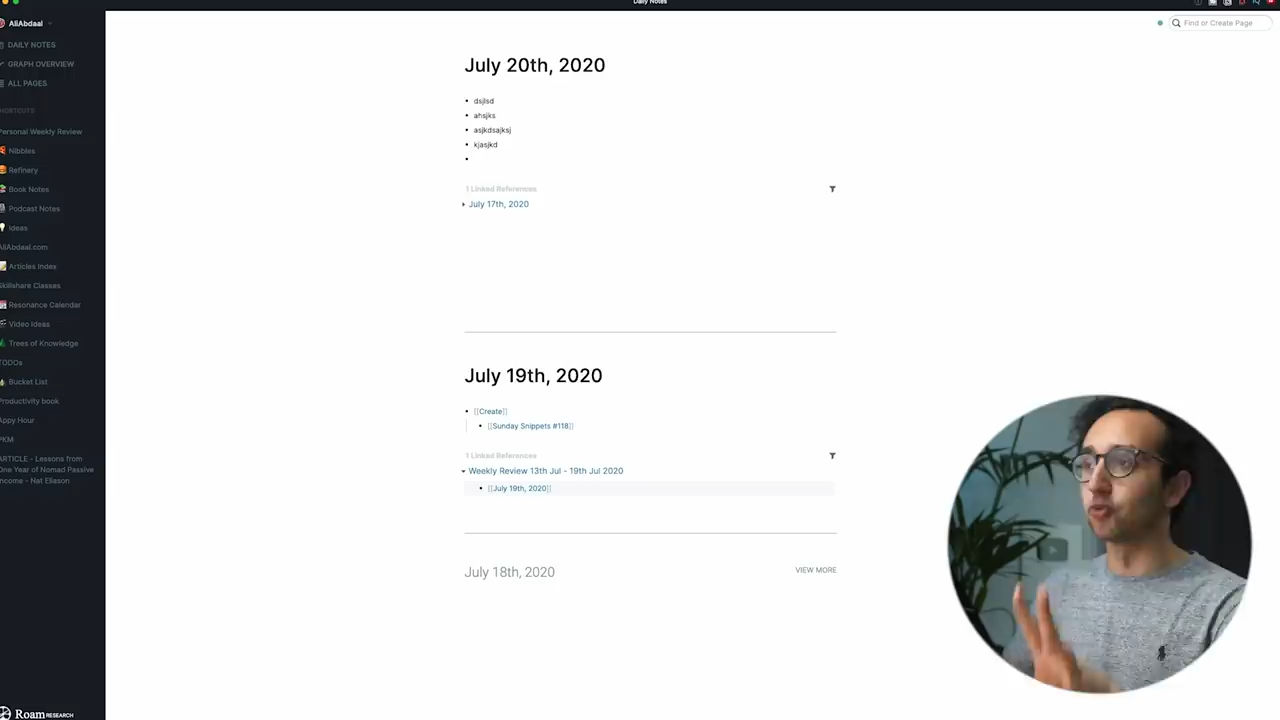 Daily Notes
AliAbdaal
Find or Create Page
DAILY NOTES
GRAPH OVERVIEW
ALL PAGES
Personal Weekly Review
Nibbles
Refinery
Book Notes
Podcast Notes
Ideas
AliAbdaal.com
Articles Index
Skillshare Classes
Resonance Calendar
Video Ideas
Trees of Knowledge
TODOs
Bucket List
Productivity book
Appy Hour
PKM
ARTICLE - Lessons from
One Year of Nomad Passive
Income - Nat Eliason
Roam RESEARCH
July 20th, 2020
dsjlsd
ahsjks
asjkdsajksj
kjasjkd
1 Linked References
July 17th, 2020
July 19th, 2020
[[Create]]
[[Sunday Snippets #118]]
1 Linked References
Weekly Review 13th Jul - 19th Jul 2020
[[July 19th, 2020]]
July 18th, 2020
VIEW MORE